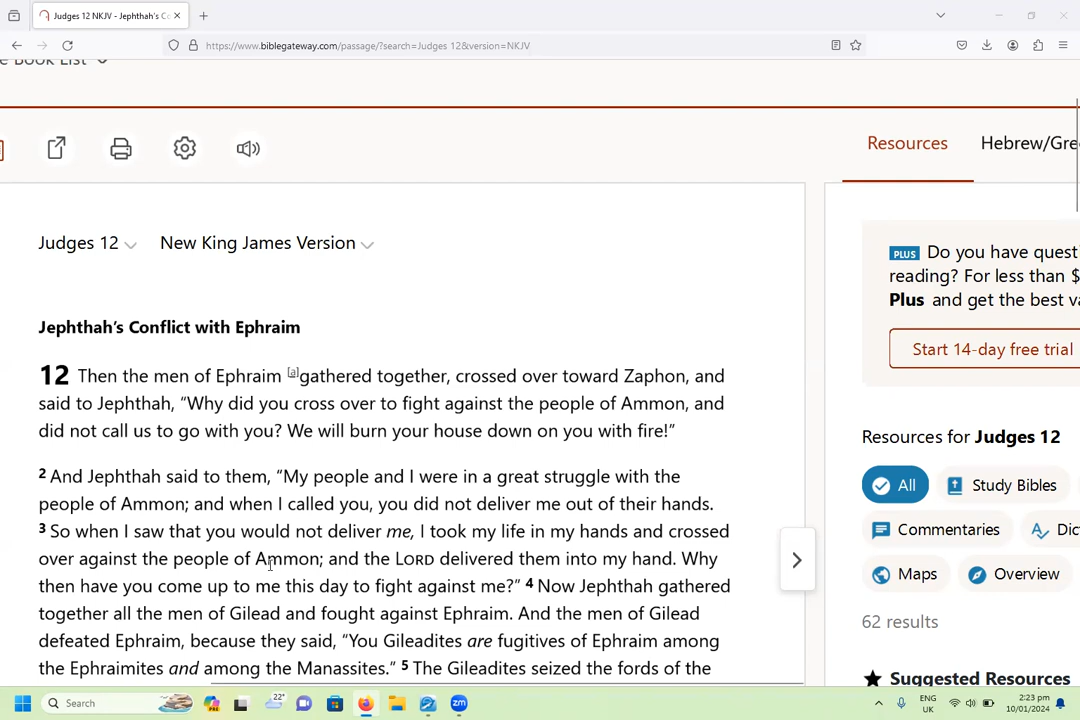 Judges 12 NKJV - Jephthah's Co
https://www.biblegateway.com/passage/?search=Judges 12&version=NKJV
e Book List
Resources Hebrew/Gre
Judges 12 New King James Version
PLUS Do you have quest
reading? For less than $
Plus and get the best va
Start 14-day free trial
Jephthah's Conflict with Ephraim
12 Then the men of Ephraim [a]gathered together, crossed over toward Zaphon, and
said to Jephthah, “Why did you cross over to fight against the people of Ammon, and
did not call us to go with you? We will burn your house down on you with fire!”
2 And Jephthah said to them, “My people and I were in a great struggle with the
people of Ammon; and when I called you, you did not deliver me out of their hands.
3 So when I saw that you would not deliver me, I took my life in my hands and crossed
over against the people of Ammon; and the LORD delivered them into my hand. Why
then have you come up to me this day to fight against me?” 4 Now Jephthah gathered
together all the men of Gilead and fought against Ephraim. And the men of Gilead
defeated Ephraim, because they said, “You Gileadites are fugitives of Ephraim among
the Ephraimites and among the Manassites.” 5 The Gileadites seized the fords of the
Resources for Judges 12
All Study Bibles
Commentaries Dict
Maps Overview
62 results
Suggested Resources
Search
PRE
22°
zm
ENG
UK
2:23 pm
10/01/2024